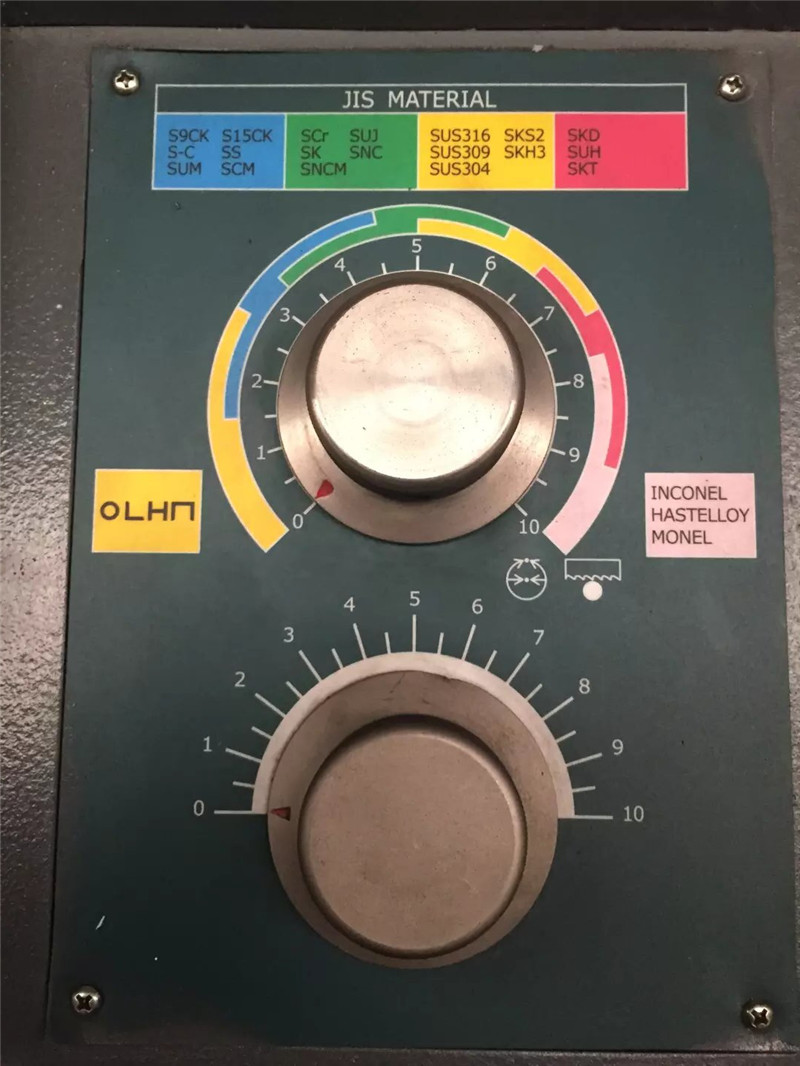 JIS MATERIAL
S9CK S15CK SCr SUJ SUS316 SKS2 SKD
S-C SS SK SNC SUS309 SKH3 SUH
SUM SCM SNCM SUS304 SKT
0 1 2 3 4 5 6 7 8 9 10
INCONEL
HASTELLOY
MONEL
0 1 2 3 4 5 6 7 8 9 10